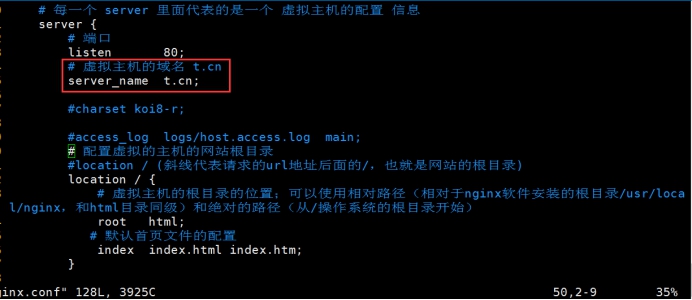 # 每一个 server 里面代表的是一个 虚拟主机的配置 信息
server {
# 端口
listen 80;
# 虚拟主机的域名 t.cn
server_name t.cn;
#charset koi8-r;
#access_log logs/host.access.log main;
# 配置虚拟的主机的网站根目录
#location / (斜线代表请求的url地址后面的/，也就是网站的根目录)
location / {
# 虚拟主机的根目录的位置；可以使用相对路径（相对于nginx软件安装的根目录/usr/loca
l/nginx，和html目录同级）和绝对的路径（从/操作系统的根目录开始）
root html;
# 默认首页文件的配置
index index.html index.htm;
}
inx.conf" 128L, 3925C 50,2-9 35%